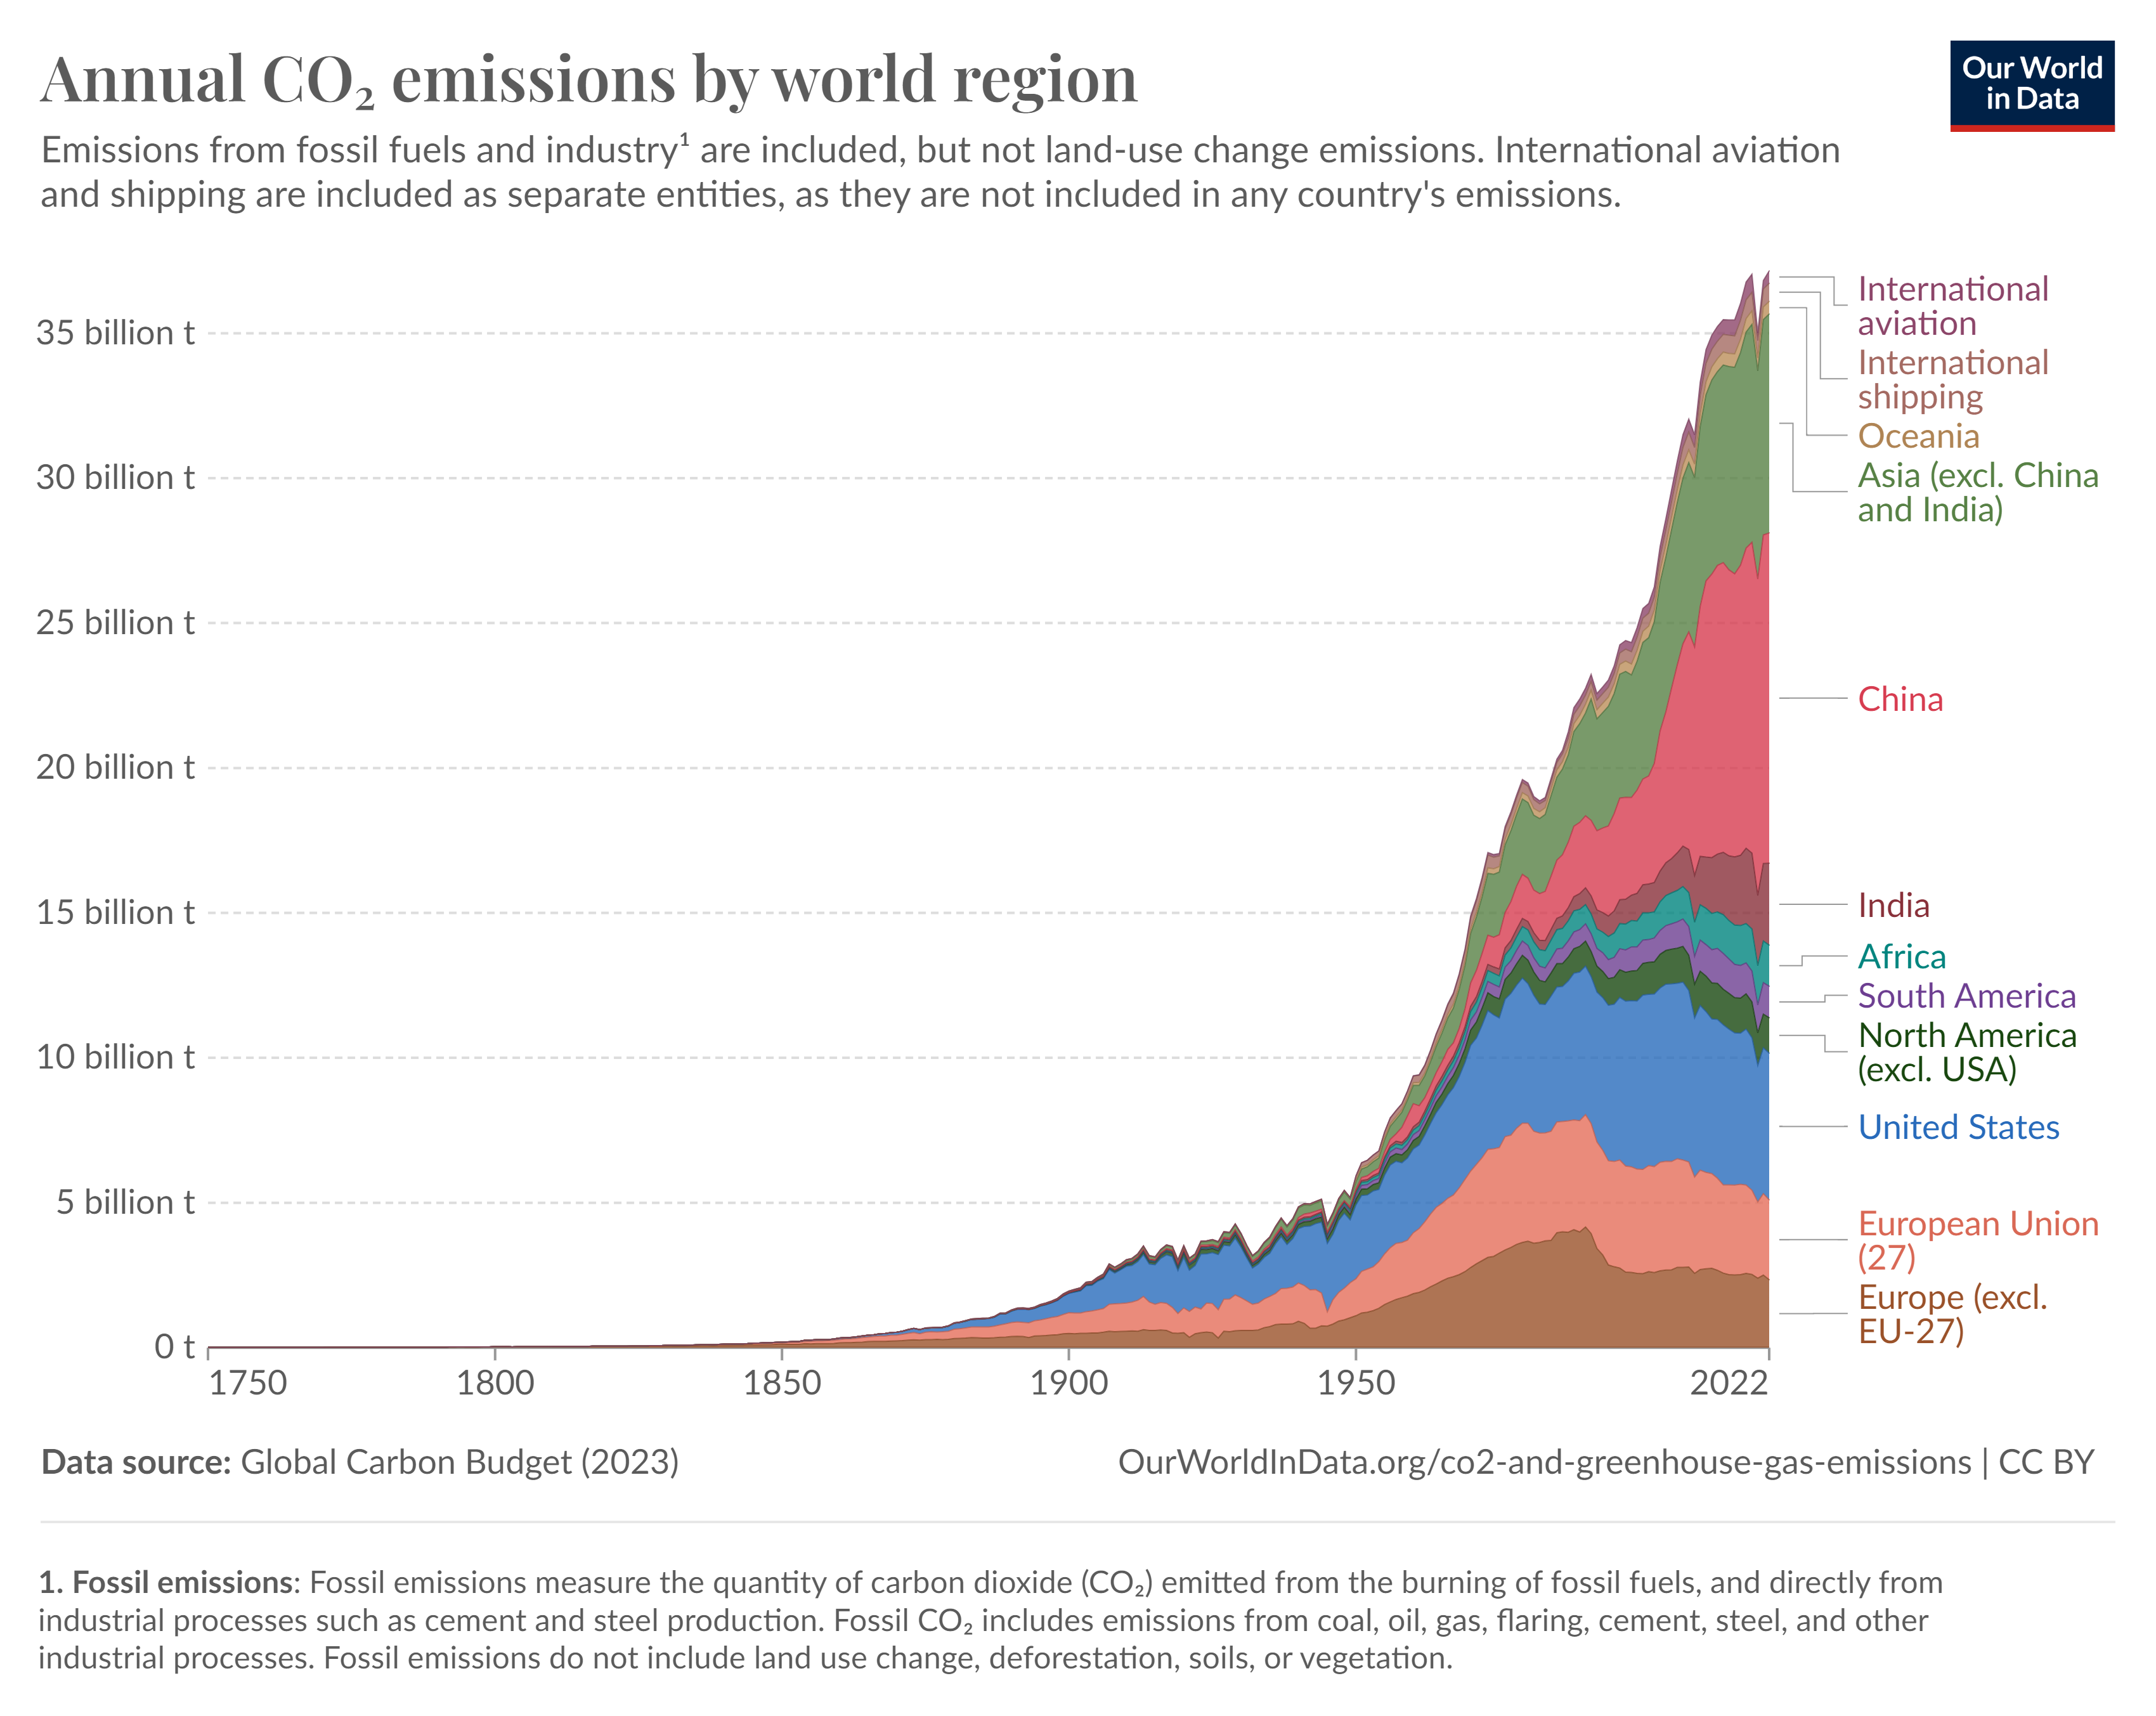 Annual CO₂ emissions by world region
Our World
in Data
Emissions from fossil fuels and industry¹ are included, but not land-use change emissions. International aviation
and shipping are included as separate entities, as they are not included in any country's emissions.
35 billion t
30 billion t
25 billion t
20 billion t
15 billion t
10 billion t
5 billion t
0 t
1750
1800
1850
1900
1950
2022
International
aviation
International
shipping
Oceania
Asia (excl. China
and India)
China
India
Africa
South America
North America
(excl. USA)
United States
European Union
(27)
Europe (excl.
EU-27)
Data source: Global Carbon Budget (2023)
OurWorldInData.org/co2-and-greenhouse-gas-emissions | CC BY
1. Fossil emissions: Fossil emissions measure the quantity of carbon dioxide (CO₂) emitted from the burning of fossil fuels, and directly from
industrial processes such as cement and steel production. Fossil CO₂ includes emissions from coal, oil, gas, flaring, cement, steel, and other
industrial processes. Fossil emissions do not include land use change, deforestation, soils, or vegetation.